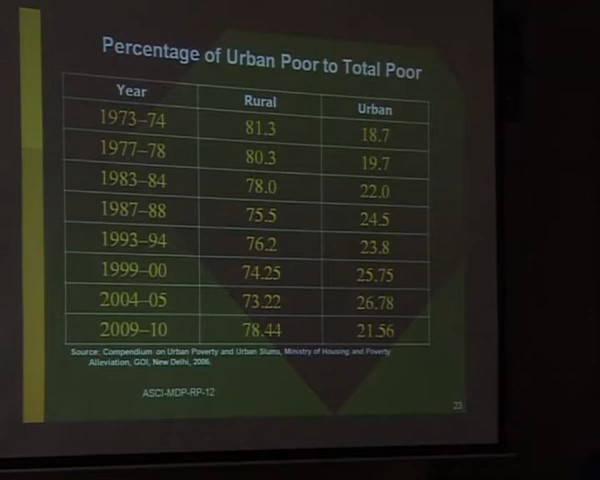 Percentage of Urban Poor to Total Poor
Year Rural Urban
1973–74 81.3 18.7
1977–78 80.3 19.7
1983–84 78.0 22.0
1987–88 75.5 24.5
1993–94 76.2 23.8
1999–00 74.25 25.75
2004–05 73.22 26.78
2009–10 78.44 21.56
Source: Compendium on Urban Poverty and Urban Slums, Ministry of Housing and Poverty
Alleviation, GOI, New Delhi, 2006.
ASCI-MDP-RP-12
23